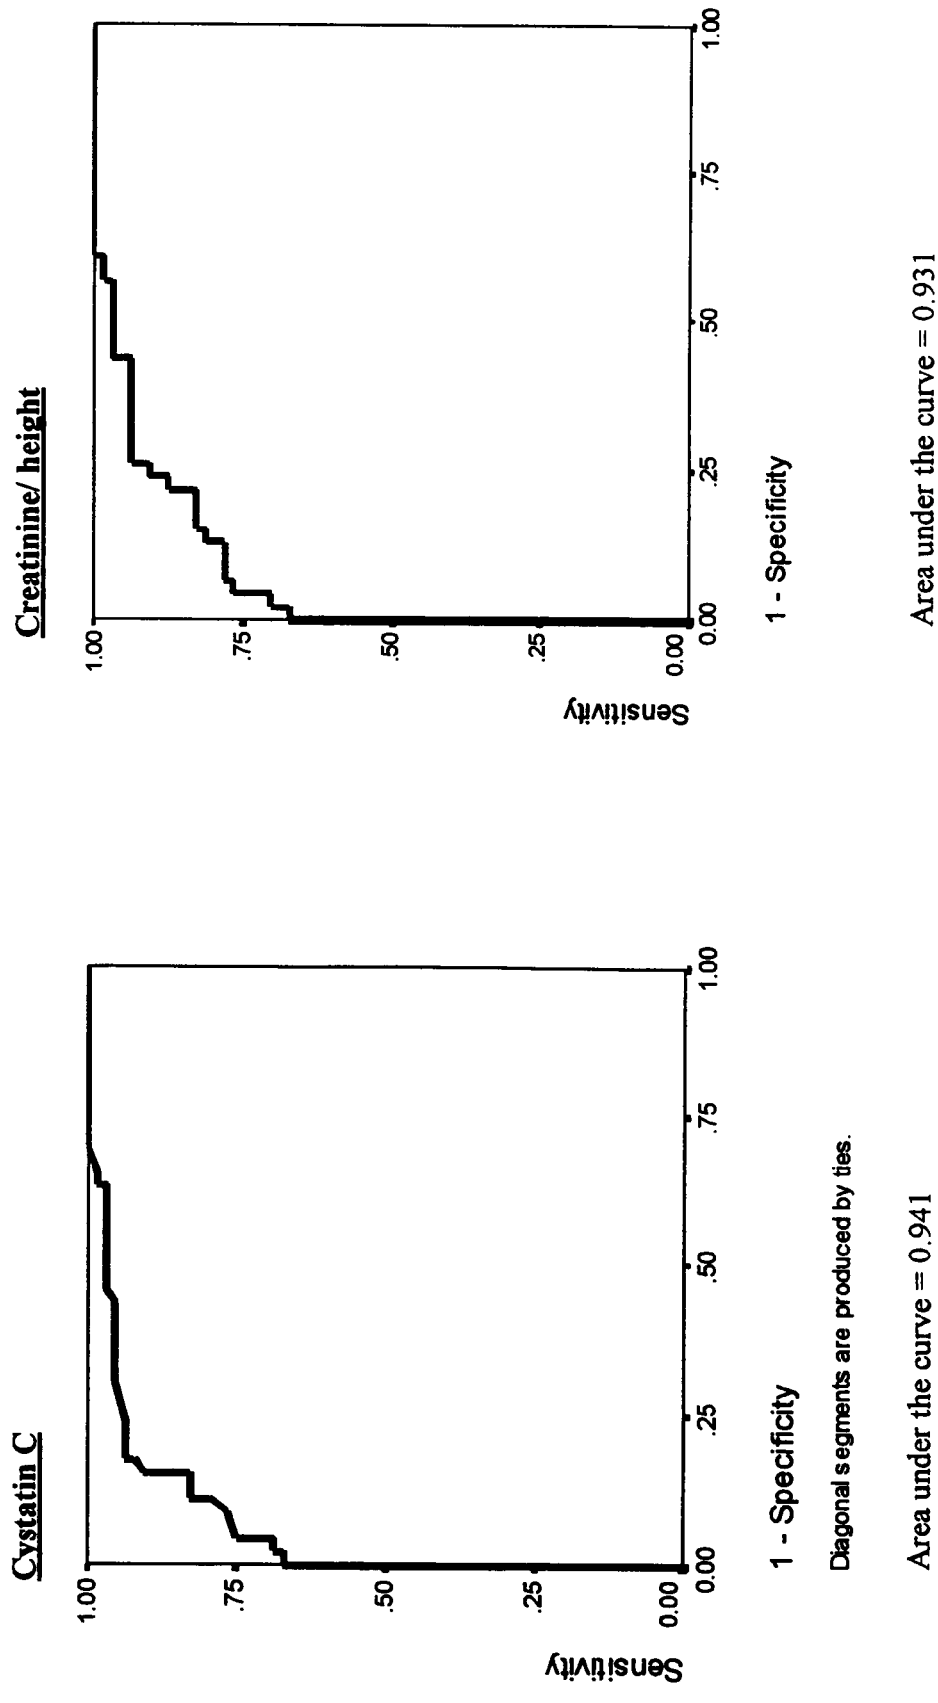 Cystatin C
1.00
.75
.50
.25
0.00
Sensitivity
0.00
.25
.50
.75
1.00
1 - Specificity
Diagonal segments are produced by ties.
Area under the curve = 0.941
Creatinine/ height
1.00
.75
.50
.25
0.00
Sensitivity
0.00
.25
.50
.75
1.00
1 - Specificity
Area under the curve = 0.931